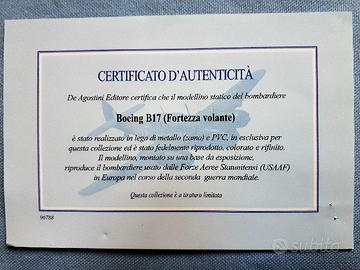 CERTIFICATO D'AUTENTICITÀ
De Agostini Editore certifica che il modellino statico del bombardiere
Boeing B17 (Fortezza volante)
è stato realizzato in lega di metallo (zama) e PVC, in esclusiva per
questa collezione ed è stato fedelmente riprodotto, colorato e rifinito.
Il modellino, montato su una base da esposizione,
riproduce il bombardiere usato dalle Forze Aeree Statunitensi (USAAF)
in Europa nel corso della seconda guerra mondiale.
Questa collezione è a tiratura limitata
96788
subito